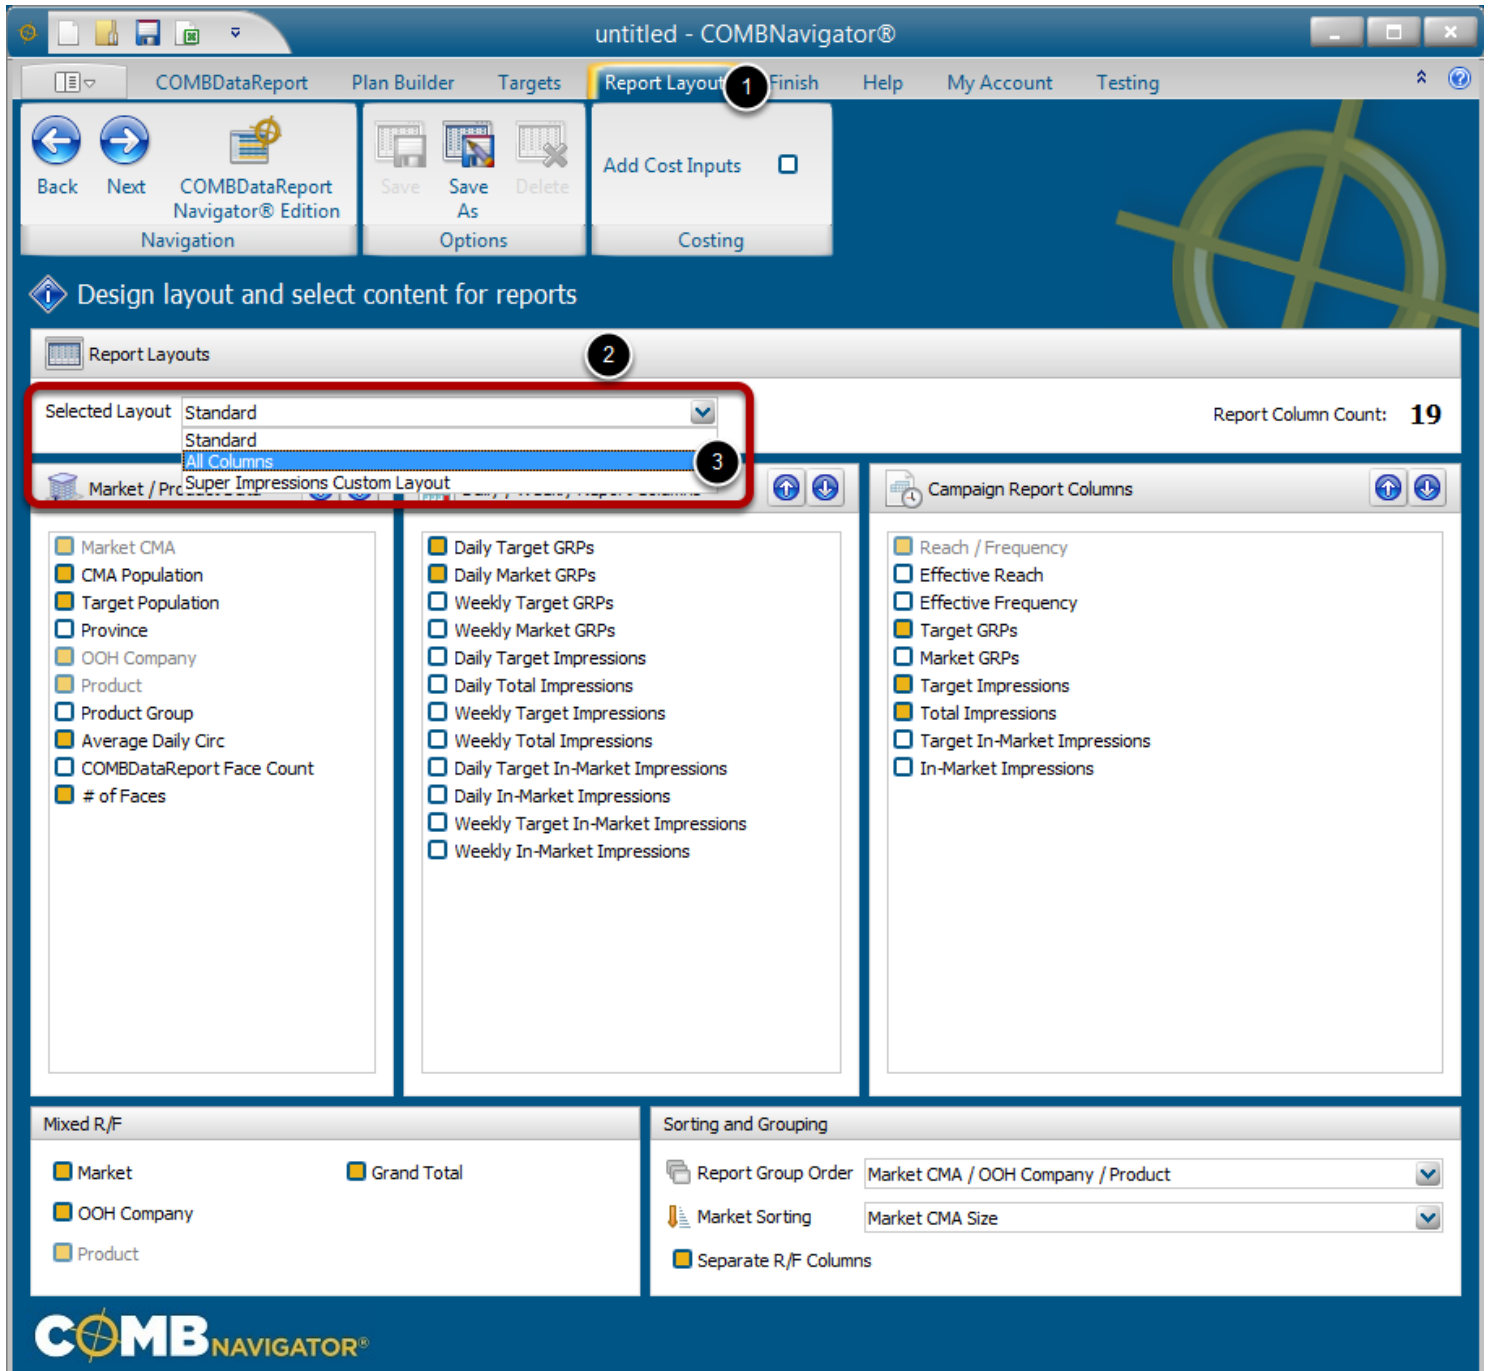 untitled - COMBNavigator®
COMBDataReport Plan Builder Targets Report Layout 1 Finish Help My Account Testing
Back Next COMBDataReport Navigator® Edition
Save Save As Delete
Add Cost Inputs
Navigation Options Costing
Design layout and select content for reports
Report Layouts 2
Selected Layout Standard
Report Column Count: 19
Standard
All Columns 3
Super Impressions Custom Layout
Market / Product Data
Daily / Weekly Report Columns
Campaign Report Columns
Market CMA
CMA Population
Target Population
Province
OOH Company
Product
Product Group
Average Daily Circ
COMBDataReport Face Count
# of Faces
Daily Target GRPs
Daily Market GRPs
Weekly Target GRPs
Weekly Market GRPs
Daily Target Impressions
Daily Total Impressions
Weekly Target Impressions
Weekly Total Impressions
Daily Target In-Market Impressions
Daily In-Market Impressions
Weekly Target In-Market Impressions
Weekly In-Market Impressions
Reach / Frequency
Effective Reach
Effective Frequency
Target GRPs
Market GRPs
Target Impressions
Total Impressions
Target In-Market Impressions
In-Market Impressions
Mixed R/F
Market
Grand Total
OOH Company
Product
Sorting and Grouping
Report Group Order Market CMA / OOH Company / Product
Market Sorting Market CMA Size
Separate R/F Columns
COMB NAVIGATOR®